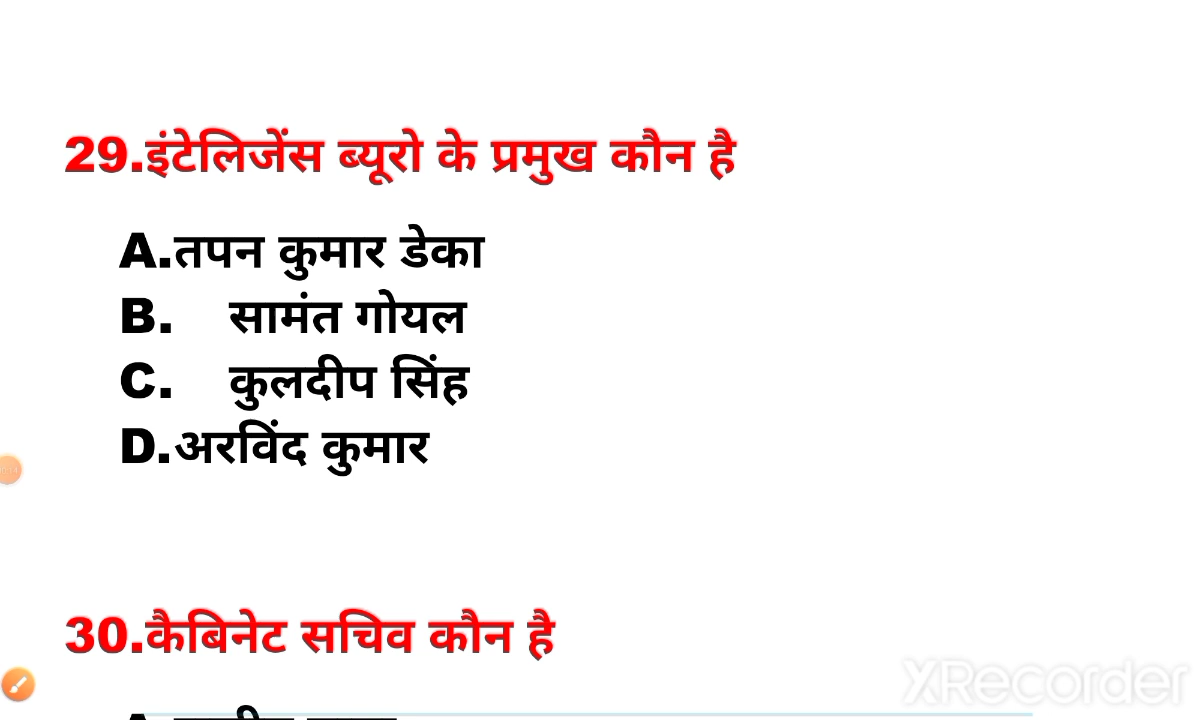 29.इंटेलिजेंस ब्यूरो के प्रमुख कौन है
A.तपन कुमार डेका
B. सामंत गोयल
C. कुलदीप सिंह
D.अरविंद कुमार
30.कैबिनेट सचिव कौन है
XRecorder